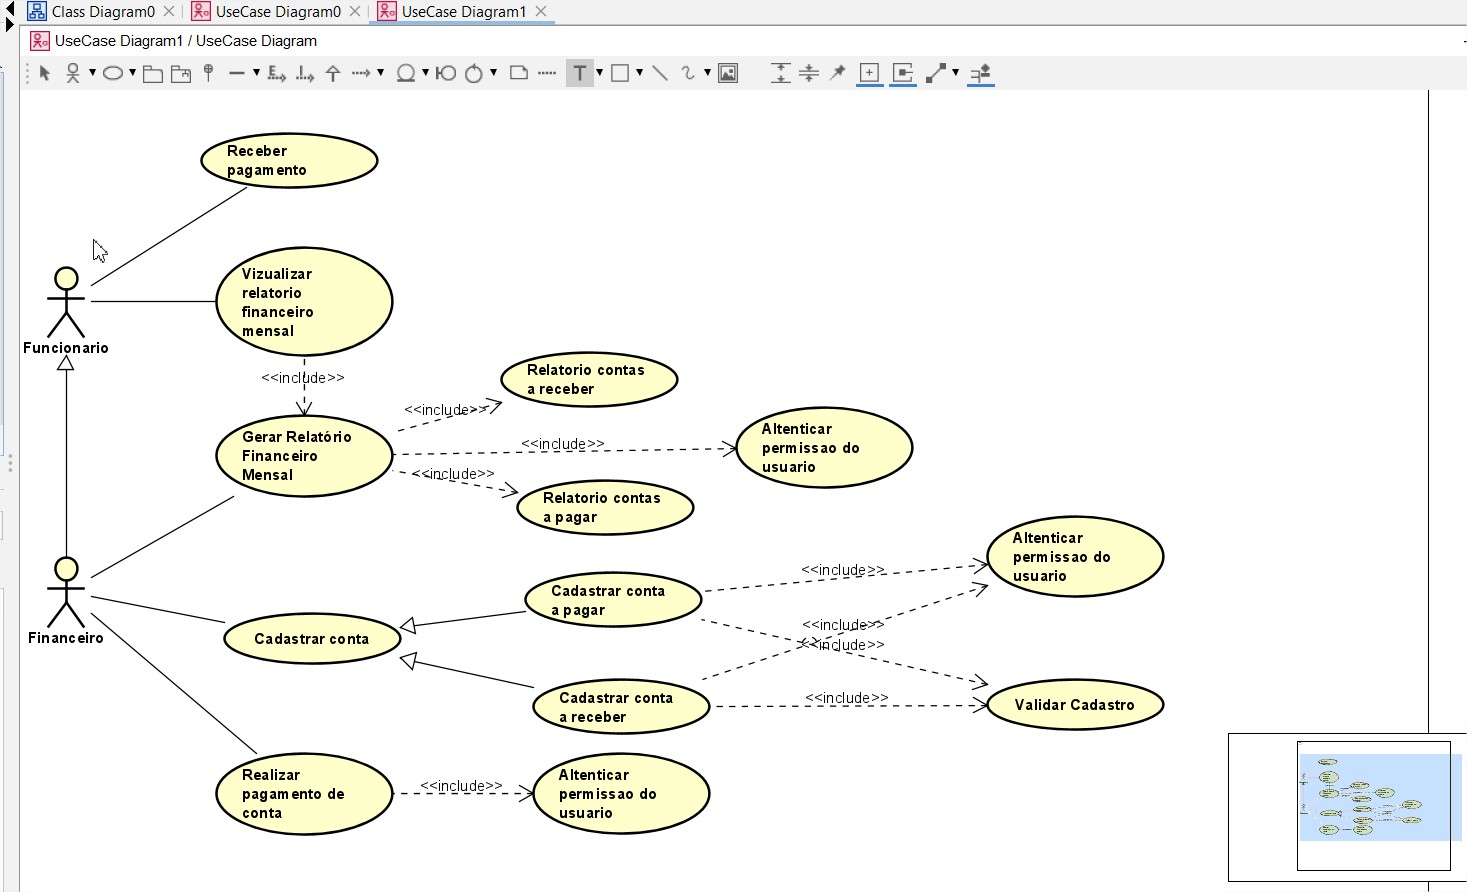 Class Diagram0
UseCase Diagram0
UseCase Diagram1
UseCase Diagram1 / UseCase Diagram
T
Receber
pagamento
Vizualizar
relatorio
financeiro
mensal
Funcionario
<<include>>
Relatorio contas
a receber
<<include>>
Gerar Relatório
Financeiro
Mensal
<<include>>
Altenticar
permissao do
usuario
<<include>>
Relatorio contas
a pagar
Altenticar
permissao do
usuario
<<include>>
Cadastrar conta
a pagar
Financeiro
Cadastrar conta
<<include>>
<<include>>
Cadastrar conta
a receber
<<include>>
Validar Cadastro
Realizar
pagamento de
conta
<<include>>
Altenticar
permissao do
usuario